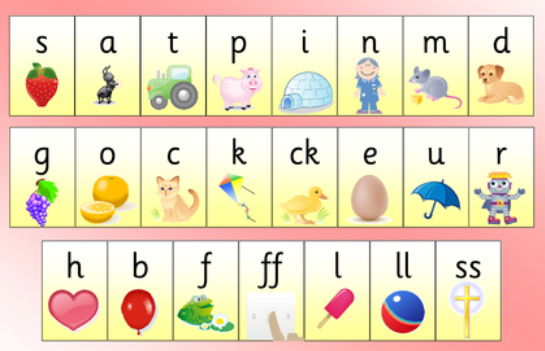 s a t p i n m d
g o c k ck e u r
h b f ff l ll ss